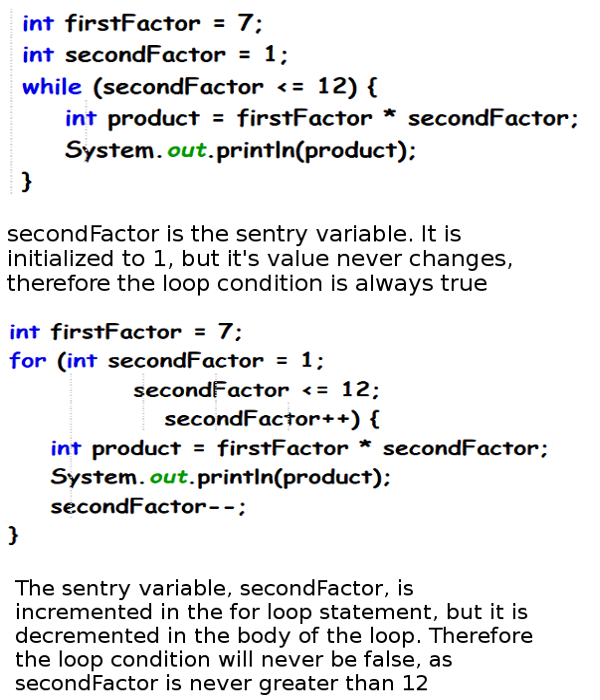 int firstFactor = 7;
int secondFactor = 1;
while (secondFactor <= 12) {
int product = firstFactor * secondFactor;
System.out.println(product);
}
secondFactor is the sentry variable. It is
initialized to 1, but it's value never changes,
therefore the loop condition is always true
int firstFactor = 7;
for (int secondFactor = 1;
secondFactor <= 12;
secondFactor++) {
int product = firstFactor * secondFactor;
System.out.println(product);
secondFactor--;
}
The sentry variable, secondFactor, is
incremented in the for loop statement, but it is
decremented in the body of the loop. Therefore
the loop condition will never be false, as
secondFactor is never greater than 12